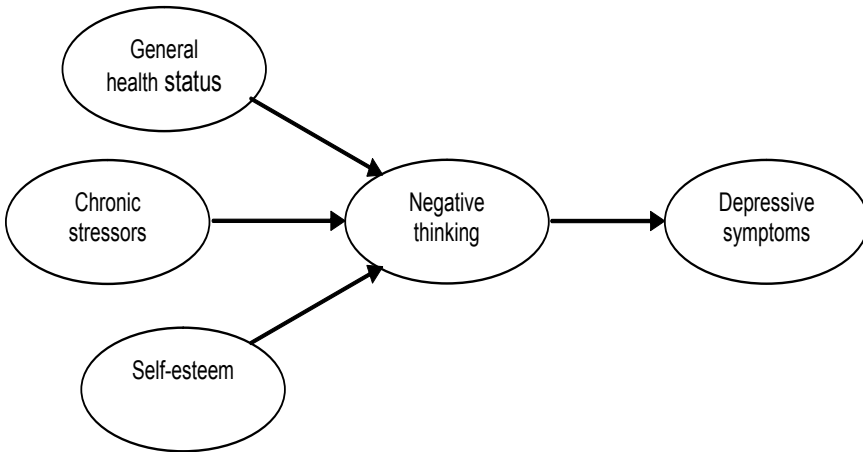 General
health status
Chronic
stressors
Negative
thinking
Depressive
symptoms
Self-esteem